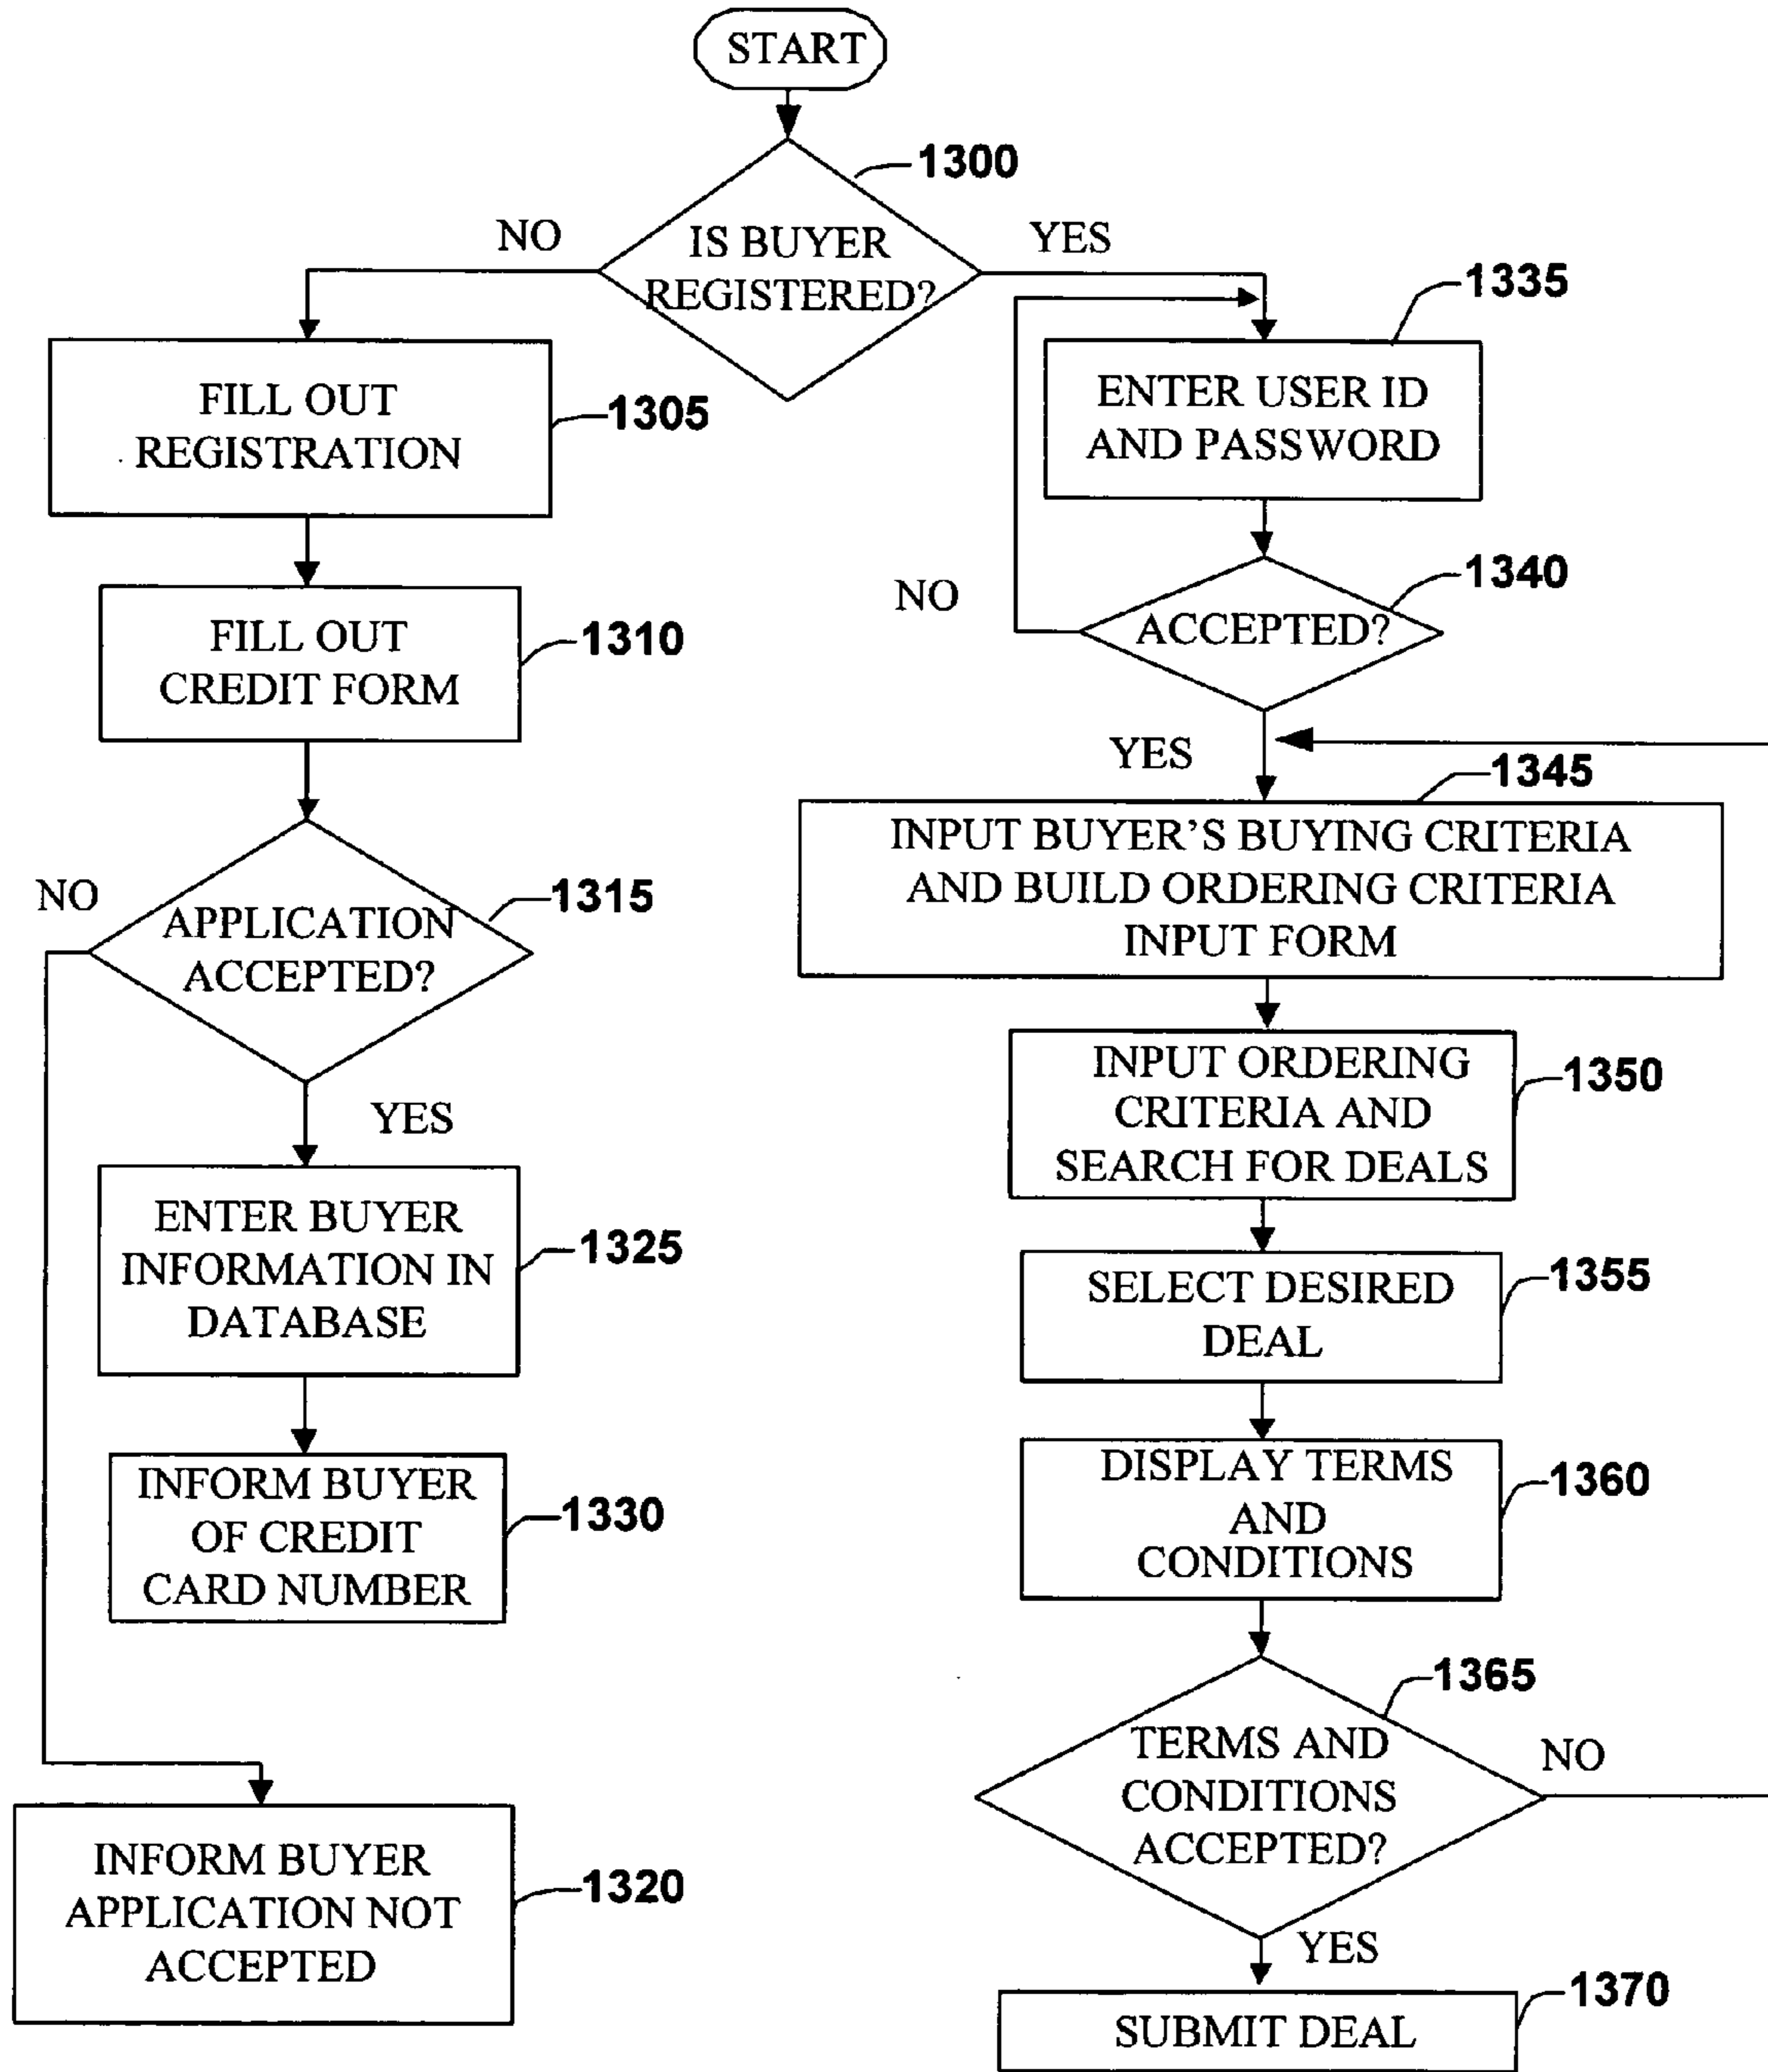 START
1300
IS BUYER
REGISTERED?
NO
YES
1305
FILL OUT
REGISTRATION
1310
FILL OUT
CREDIT FORM
1315
APPLICATION
ACCEPTED?
NO
YES
1325
ENTER BUYER
INFORMATION IN
DATABASE
1330
INFORM BUYER
OF CREDIT
CARD NUMBER
1320
INFORM BUYER
APPLICATION NOT
ACCEPTED
1335
ENTER USER ID
AND PASSWORD
1340
ACCEPTED?
NO
YES
1345
INPUT BUYER’S BUYING CRITERIA
AND BUILD ORDERING CRITERIA
INPUT FORM
1350
INPUT ORDERING
CRITERIA AND
SEARCH FOR DEALS
1355
SELECT DESIRED
DEAL
1360
DISPLAY TERMS
AND
CONDITIONS
1365
TERMS AND
CONDITIONS
ACCEPTED?
NO
YES
1370
SUBMIT DEAL